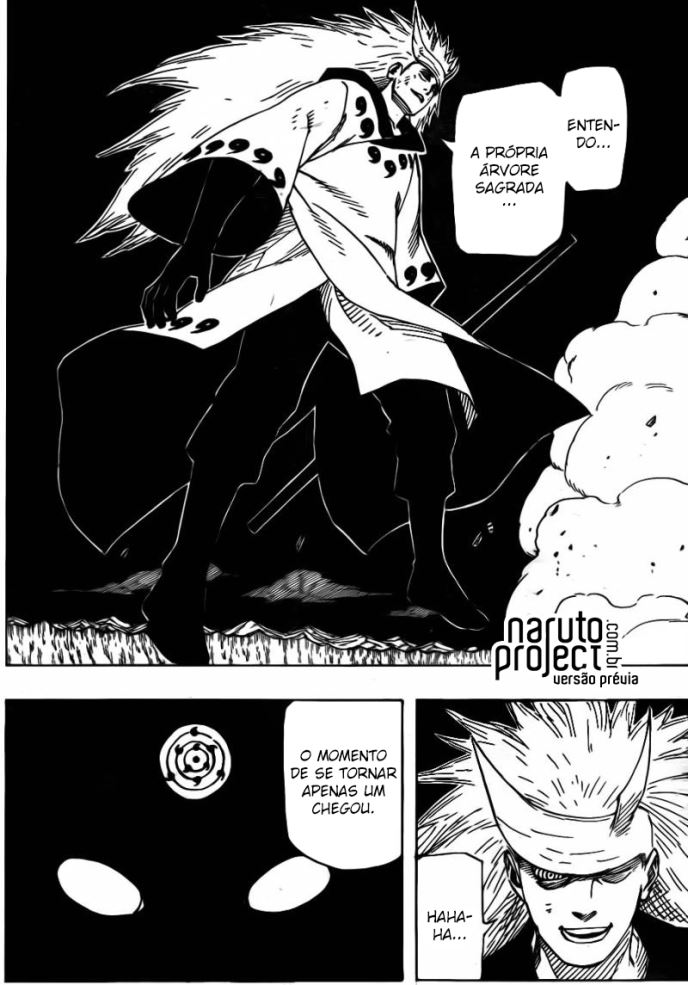 ENTEN-
DO...
A PRÓPRIA
ÁRVORE
SAGRADA
...
naruto
project
.com.br
versão prévia
O MOMENTO
DE SE TORNAR
APENAS UM
CHEGOU.
HAHA-
HA...